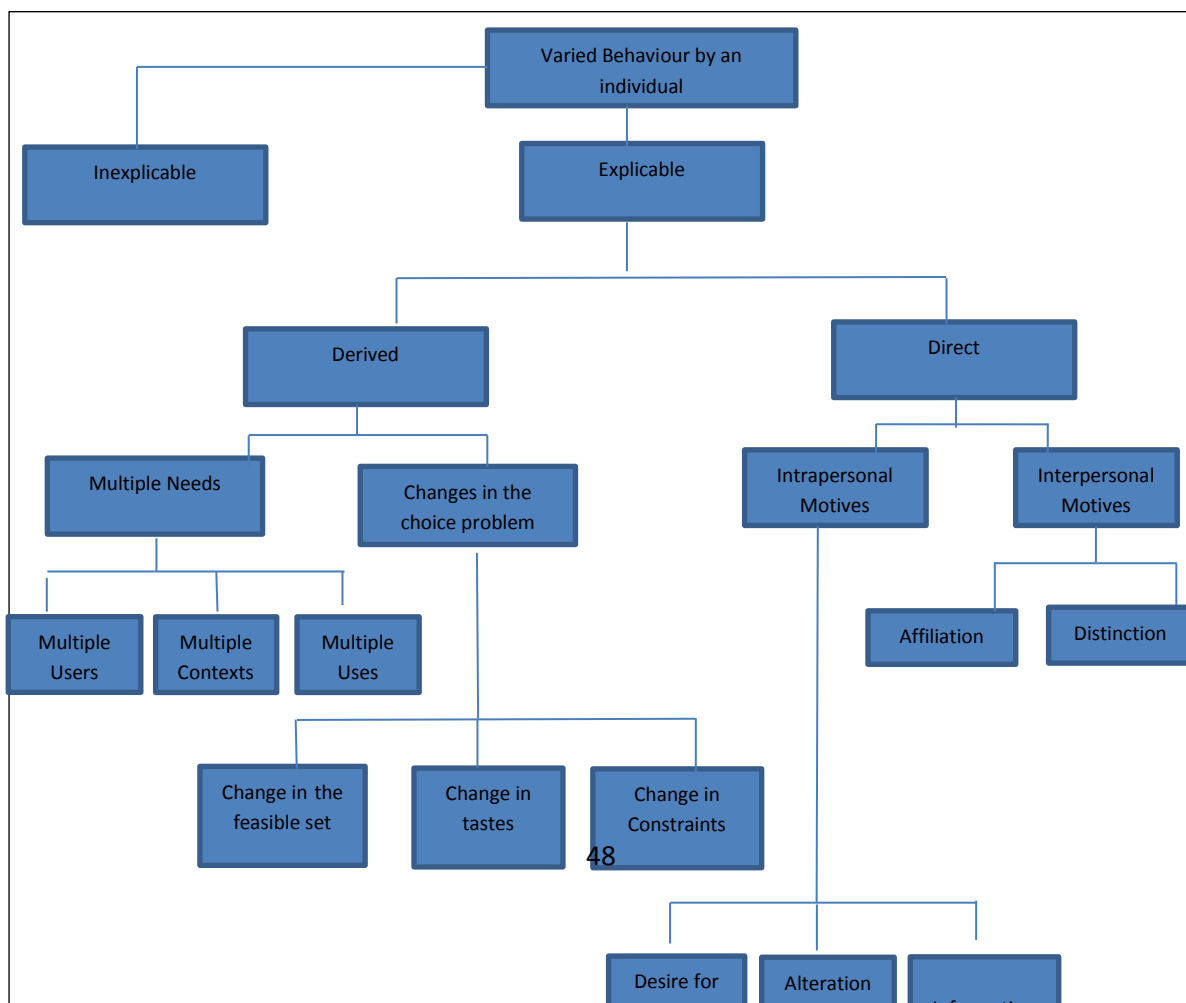 Varied Behaviour by an
individual
Inexplicable
Explicable
Derived
Direct
Multiple Needs
Changes in the
choice problem
Intrapersonal
Motives
Interpersonal
Motives
Multiple
Users
Multiple
Contexts
Multiple
Uses
Affiliation
Distinction
Change in the
feasible set
Change in
tastes
Change in
Constraints
48
Desire for
Alteration